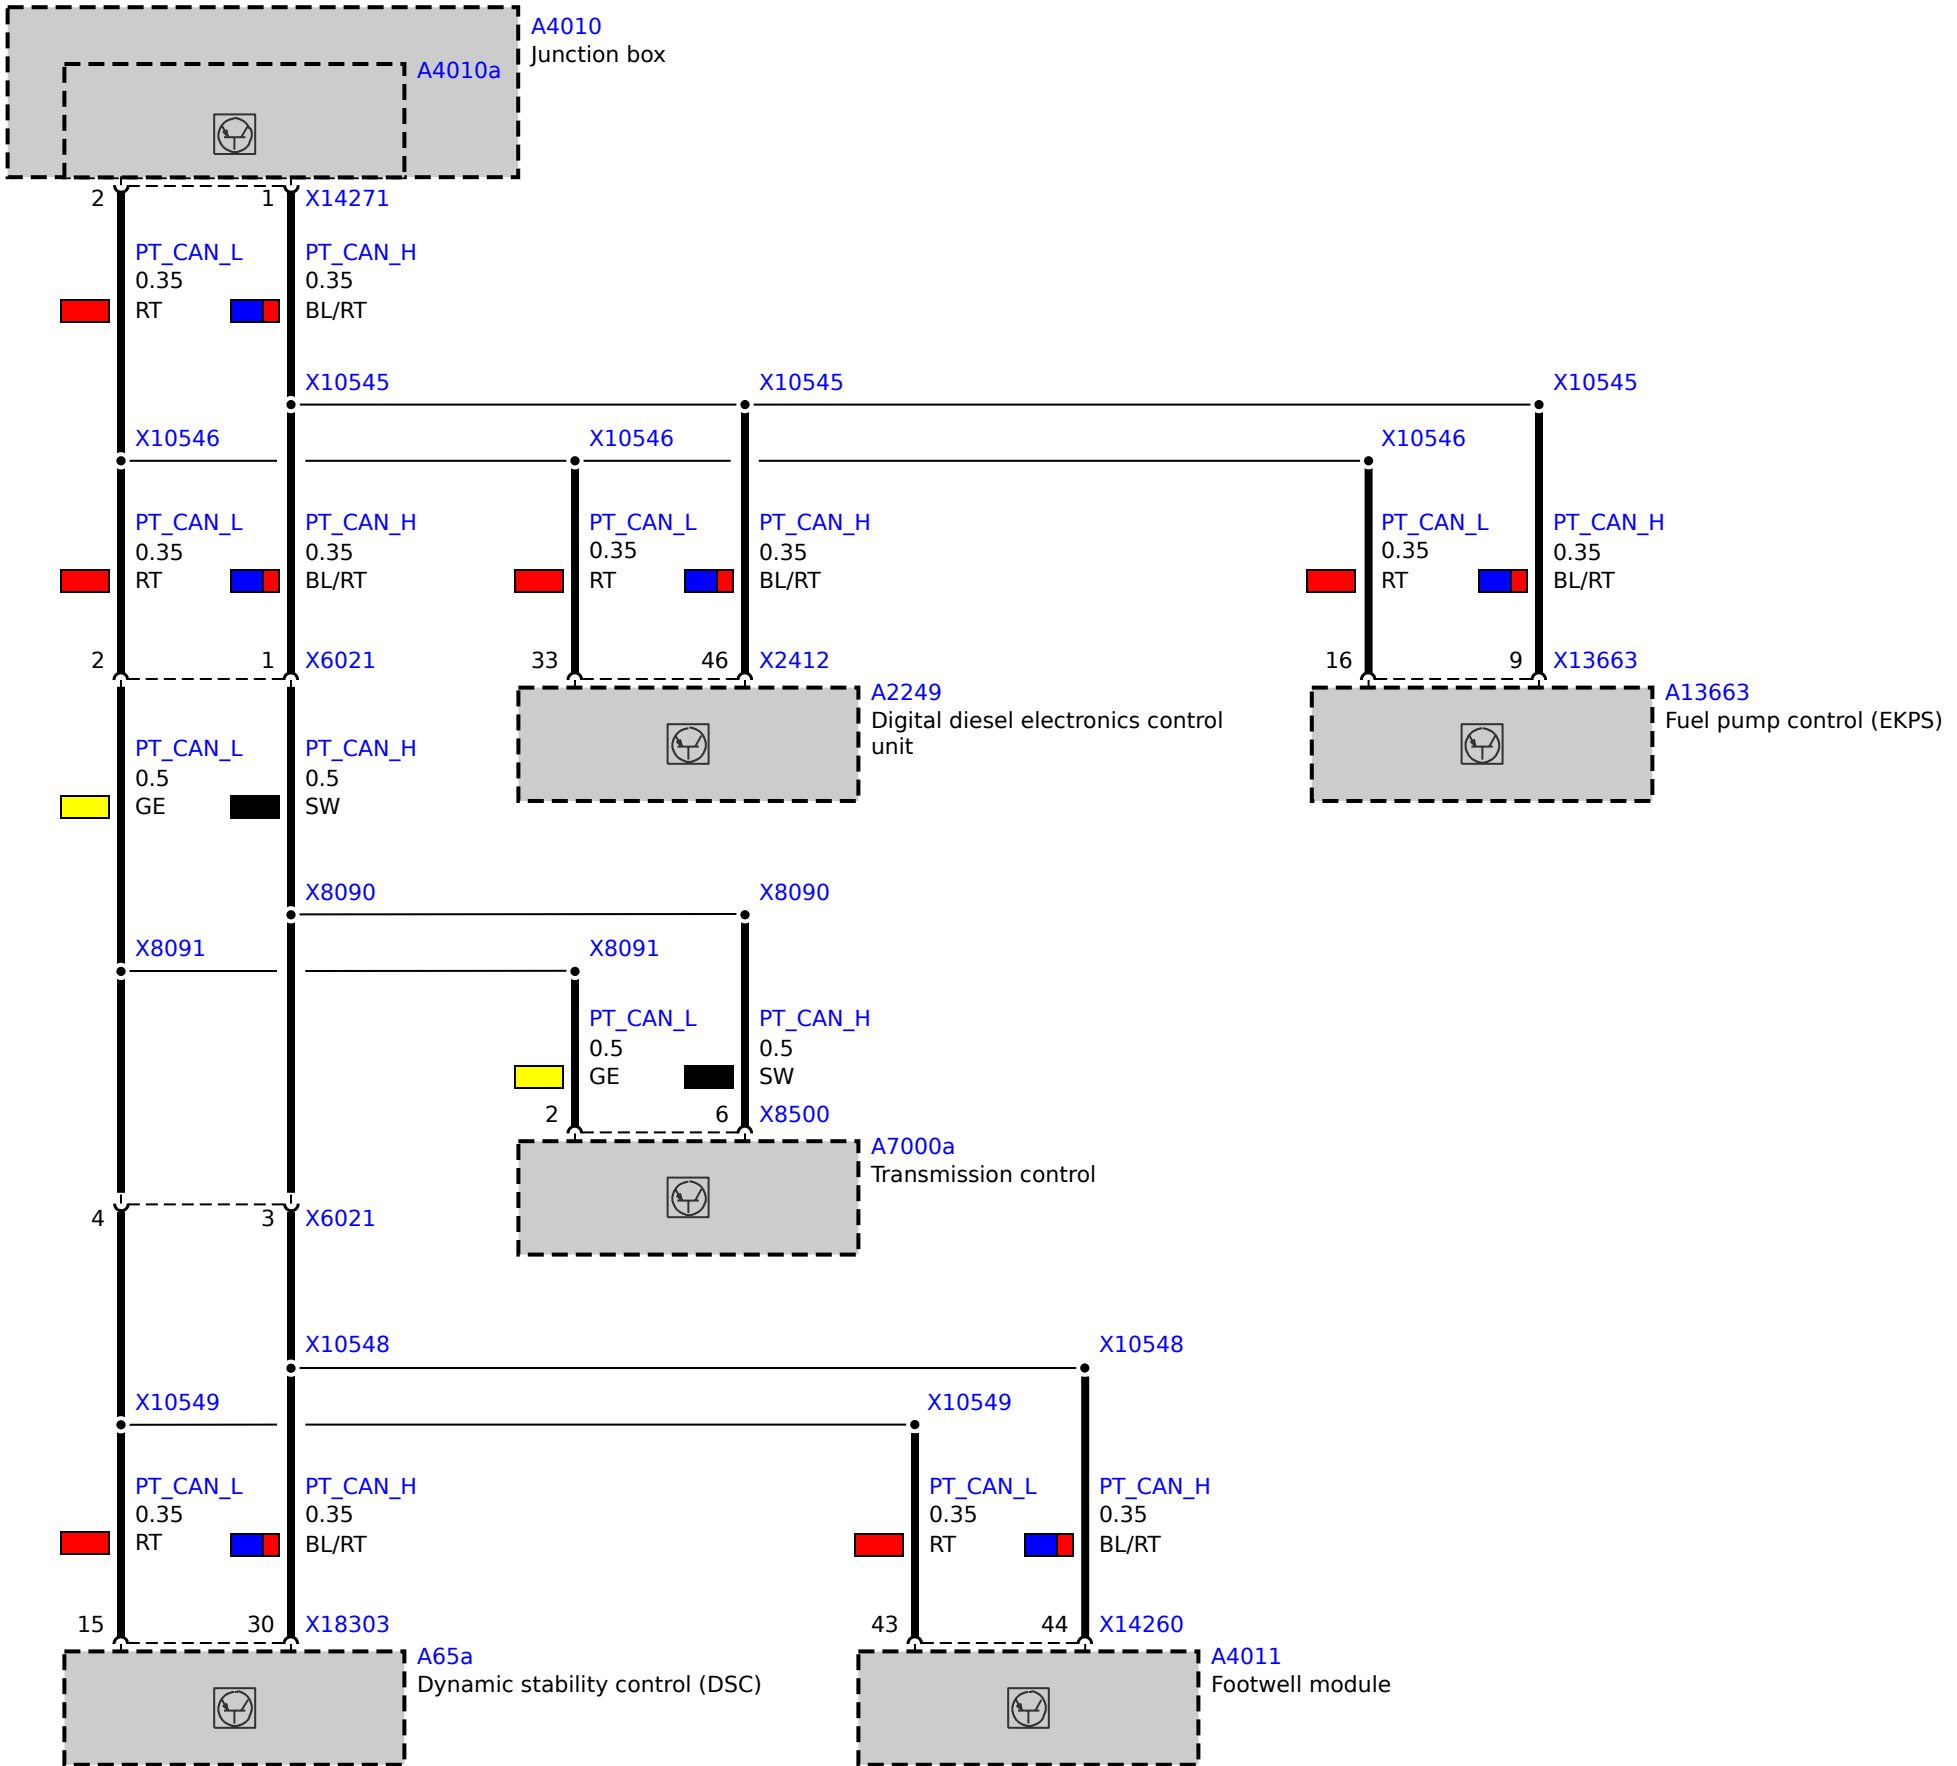 A4010
Junction box
A4010a
2
1
X14271
PT_CAN_L
PT_CAN_H
0.35
0.35
RT
BL/RT
X10545
X10545
X10545
X10546
X10546
X10546
PT_CAN_L
PT_CAN_H
PT_CAN_L
PT_CAN_H
PT_CAN_L
PT_CAN_H
0.35
0.35
0.35
0.35
0.35
0.35
RT
BL/RT
RT
BL/RT
RT
BL/RT
2
1
X6021
33
46
X2412
16
9
X13663
A2249
Digital diesel electronics control
unit
A13663
Fuel pump control (EKPS)
PT_CAN_L
PT_CAN_H
0.5
0.5
GE
SW
X8090
X8090
X8091
X8091
PT_CAN_L
PT_CAN_H
0.5
0.5
GE
SW
2
6
X8500
A7000a
Transmission control
4
3
X6021
X10548
X10548
X10549
X10549
PT_CAN_L
PT_CAN_H
PT_CAN_L
PT_CAN_H
0.35
0.35
0.35
0.35
RT
BL/RT
RT
BL/RT
15
30
X18303
43
44
X14260
A65a
Dynamic stability control (DSC)
A4011
Footwell module